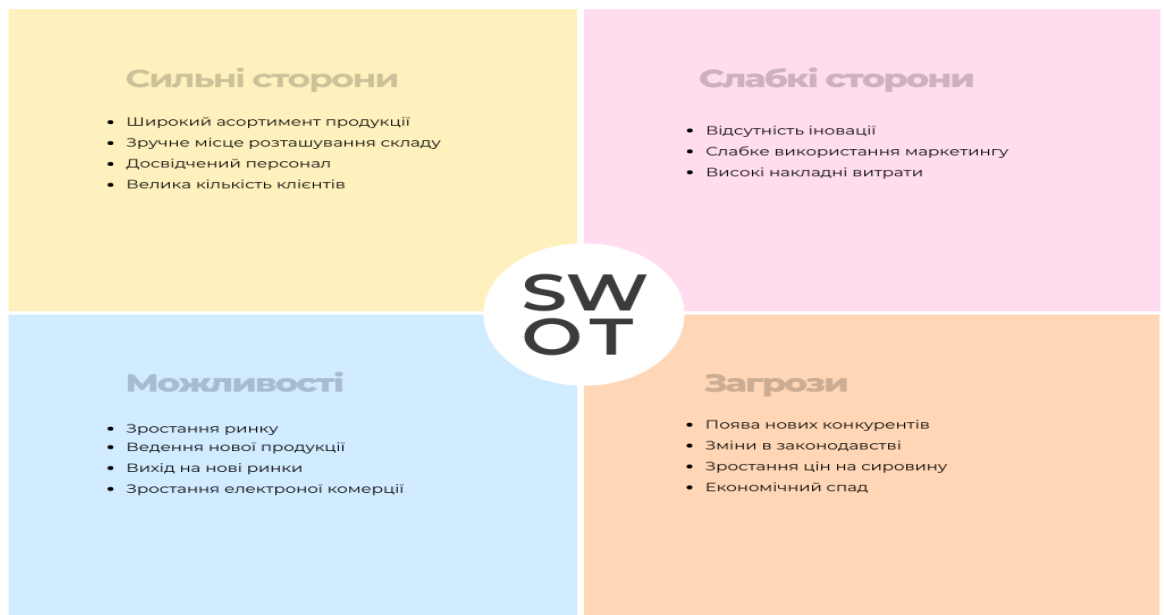 Сильні сторони
• Широкий асортимент продукції
• Зручне місце розташування складу
• Досвідчений персонал
• Велика кількість клієнтів
Слабкі сторони
• Відсутність іновації
• Слабке використання маркетингу
• Високі накладні витрати
SW
OT
Можливості
• Зростання ринку
• Ведення нової продукції
• Вихід на нові ринки
• Зростання електроної комерції
Загрози
• Поява нових конкурентів
• Зміни в законодавстві
• Зростання цін на сировину
• Економічний спад